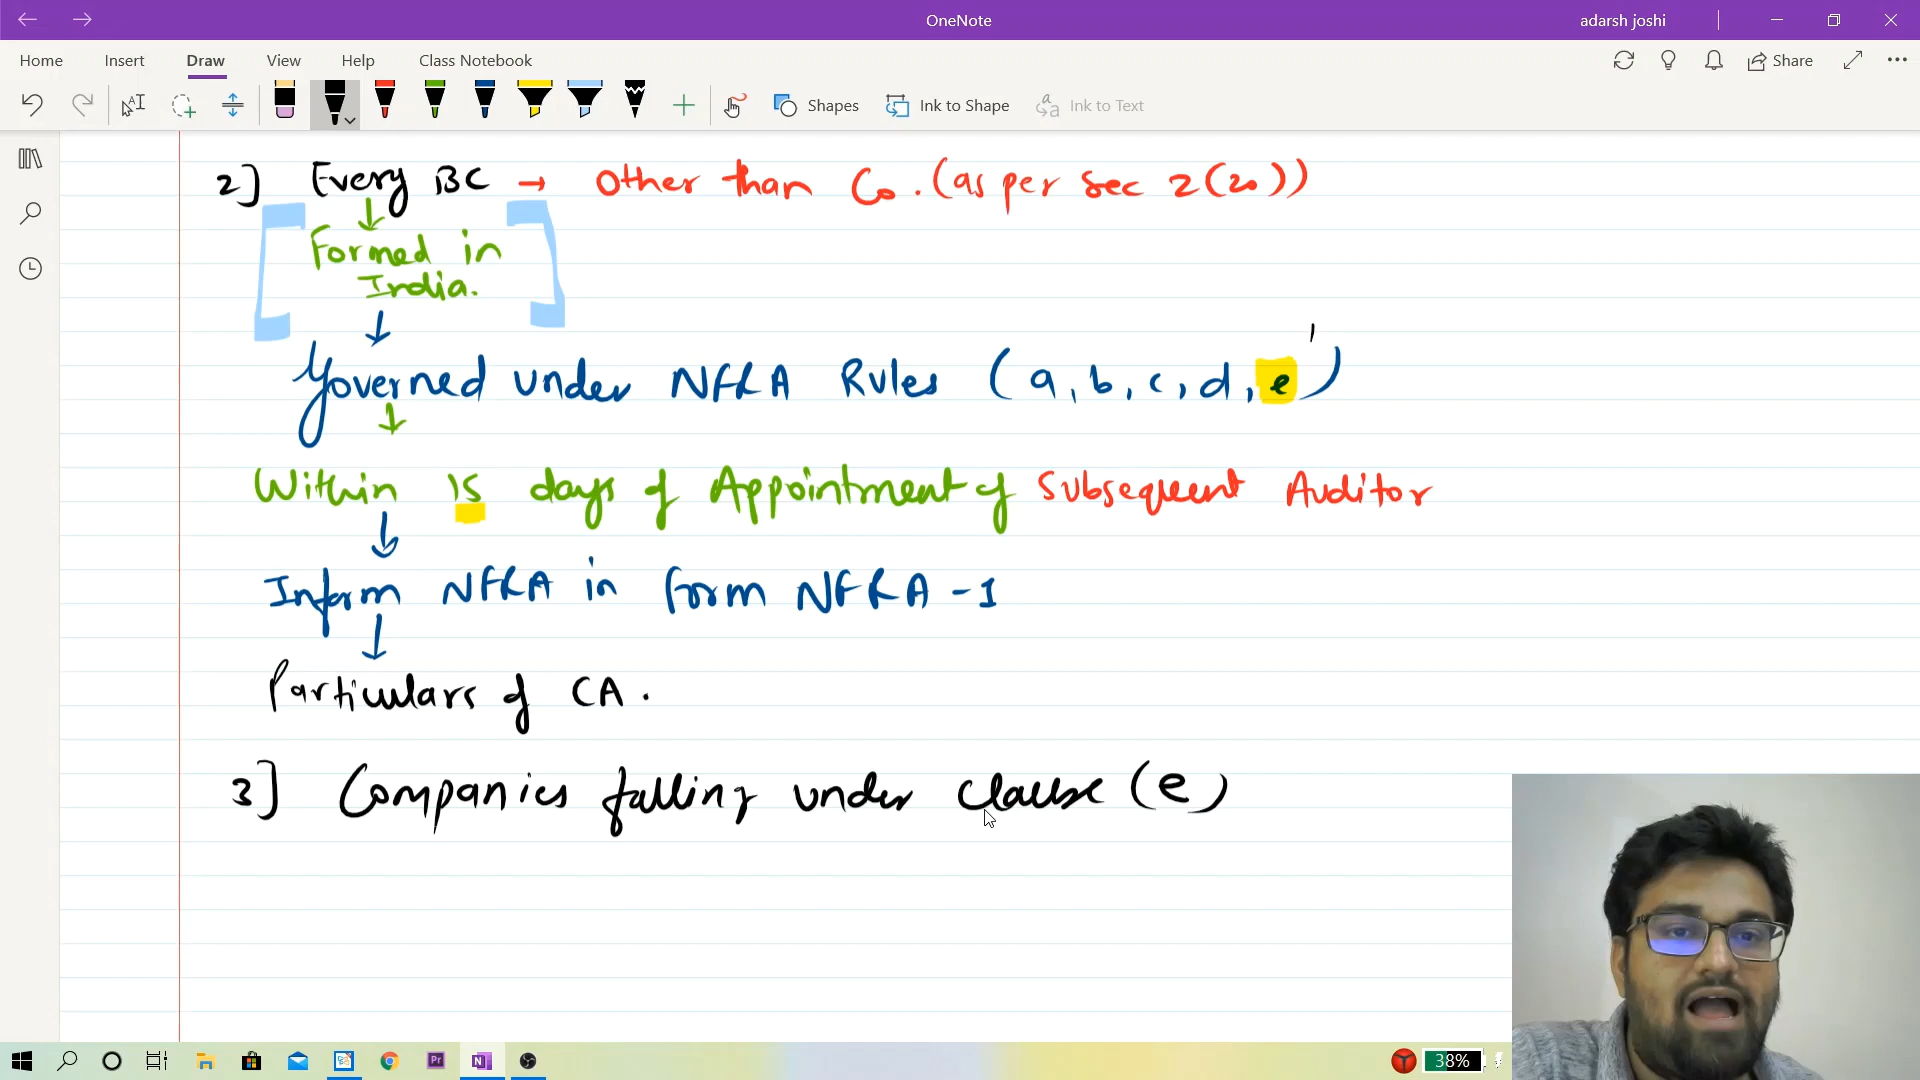 OneNote
adarsh joshi
Home Insert Draw View Help Class Notebook
Share
Shapes Ink to Shape Ink to Text
2] Every BC → Other than Co. (as per Sec 2(20))
Formed in
India.
Governed under NFRA Rules (a, b, c, d, e)
Within 15 days of Appointment of Subsequent Auditor
Inform NFRA in Form NFRA-1
Particulars of CA.
3] Companies falling under clause (e)
38%